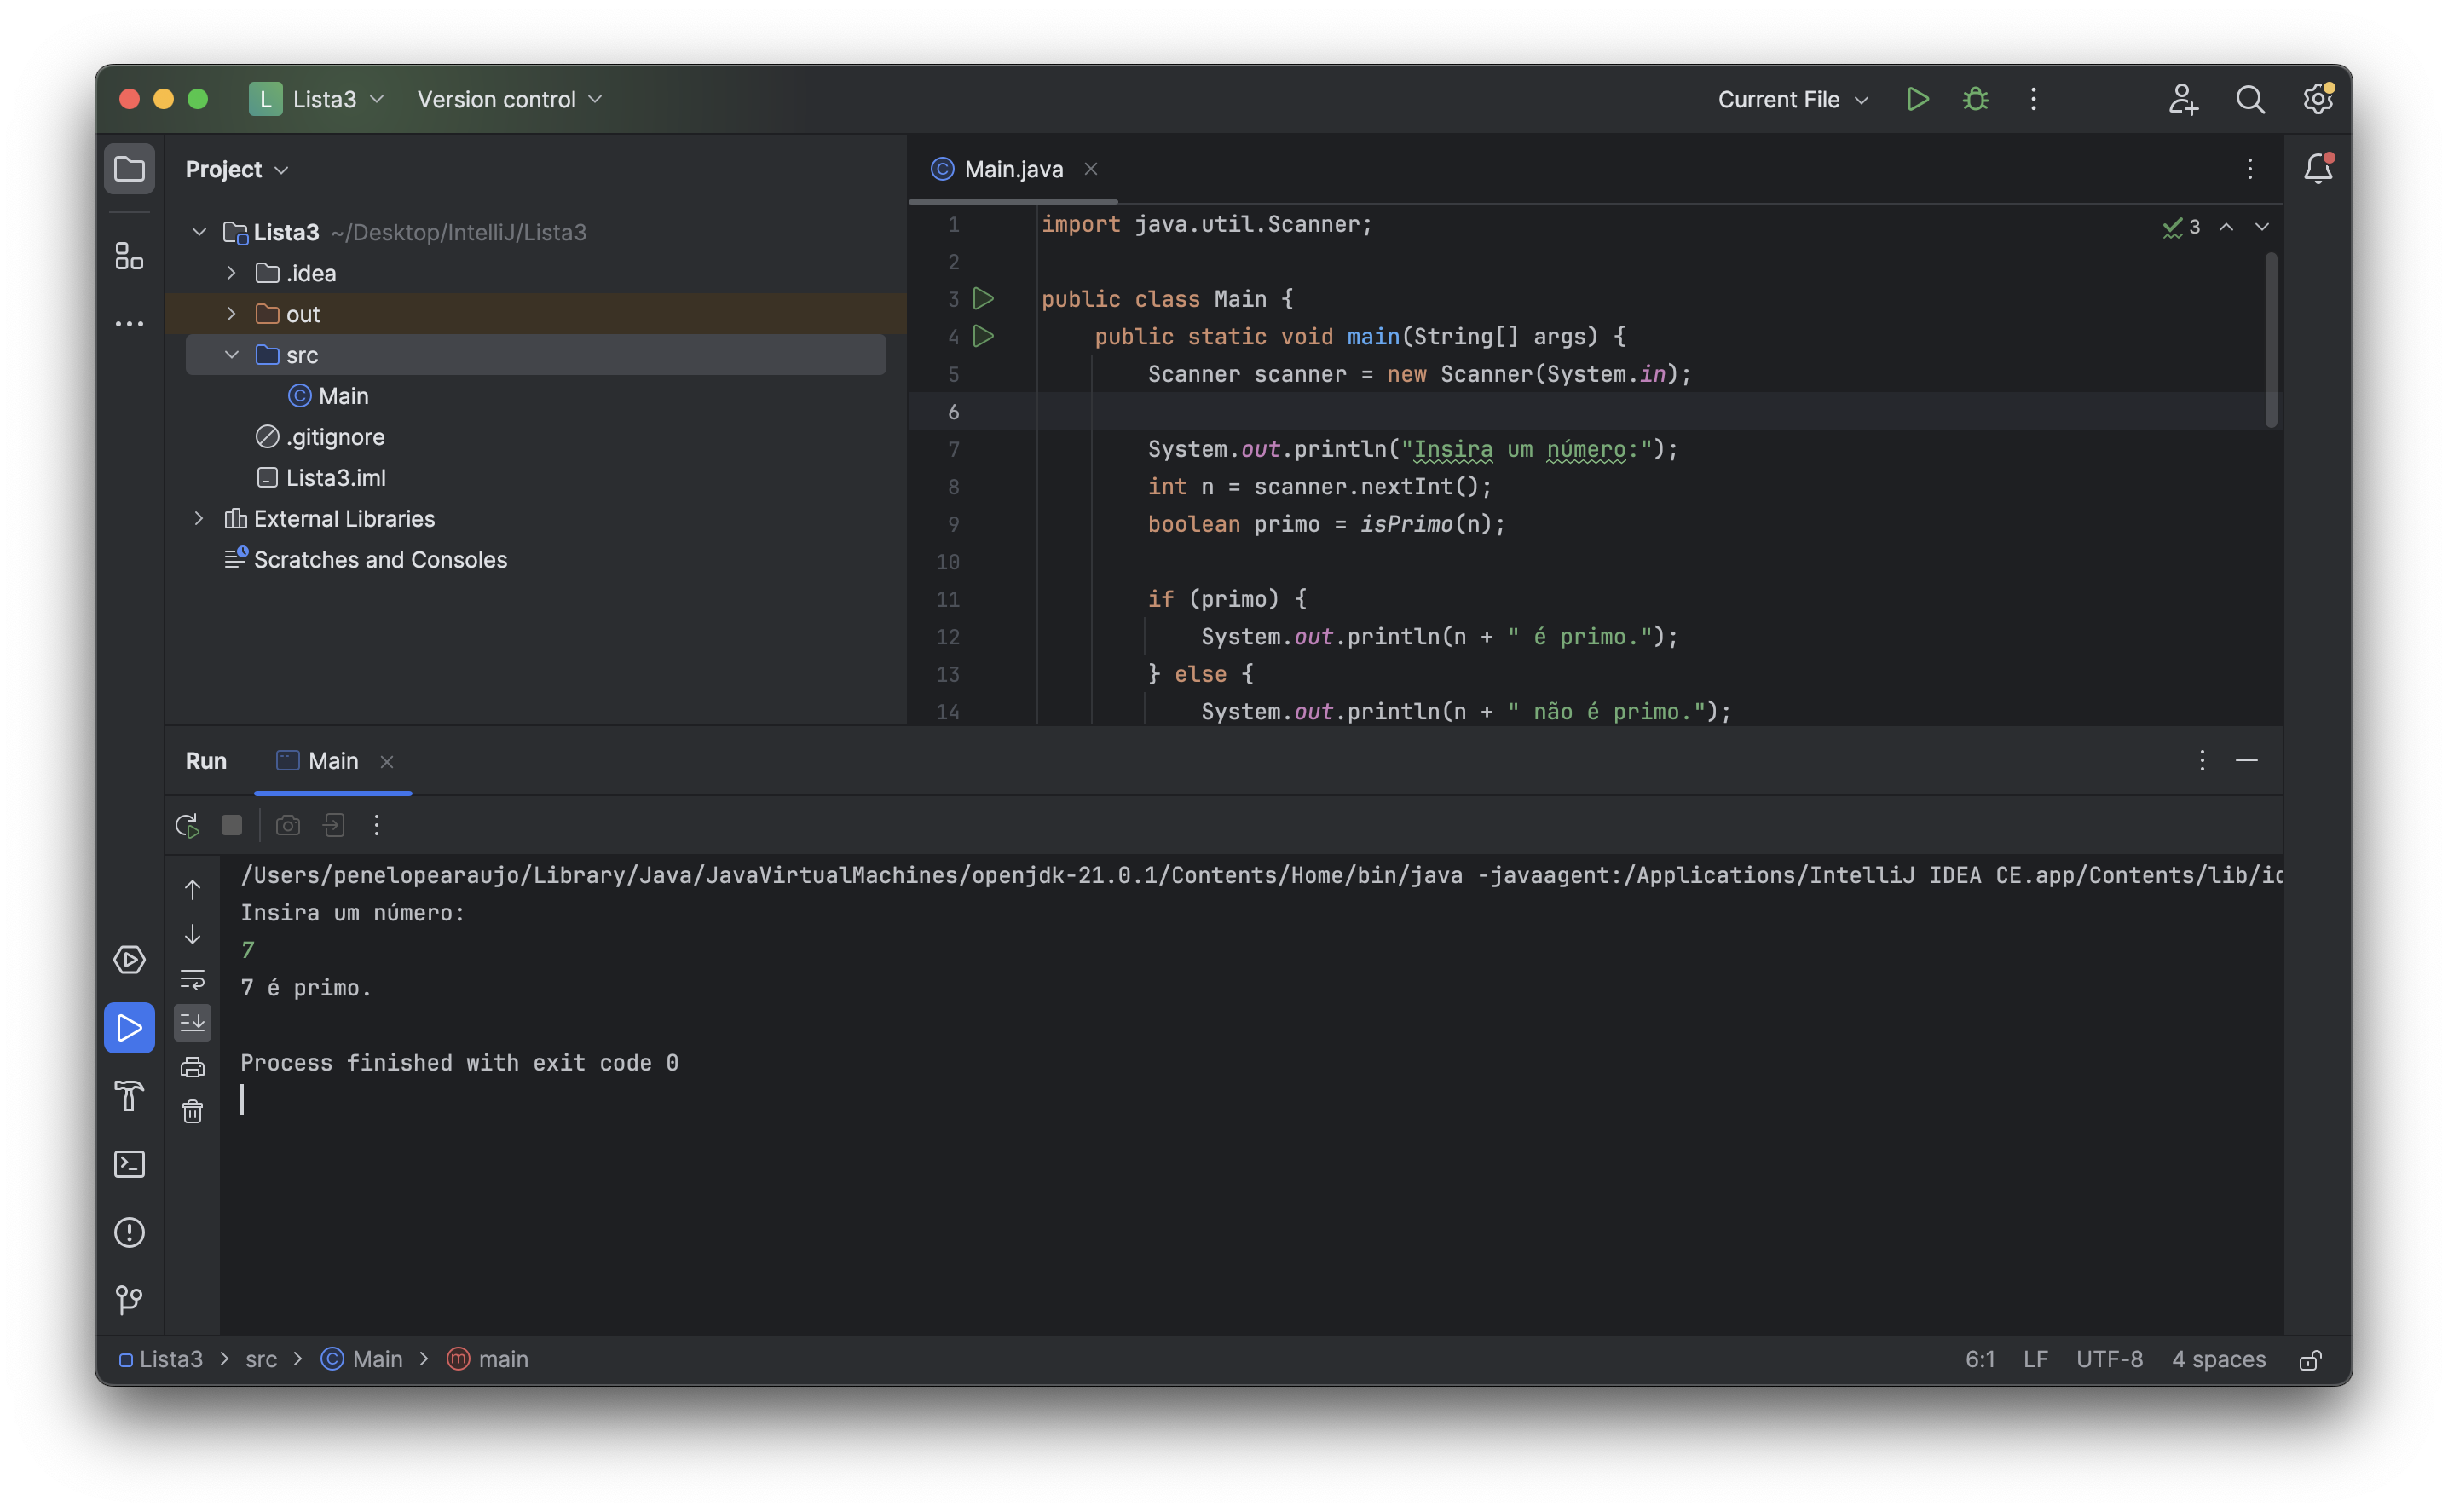 L Lista3 Version control Current File
Project
Main.java
Lista3 ~/Desktop/IntelliJ/Lista3
.idea
out
src
Main
.gitignore
Lista3.iml
External Libraries
Scratches and Consoles
3
1 import java.util.Scanner;
2
3 public class Main {
4 public static void main(String[] args) {
5 Scanner scanner = new Scanner(System.in);
6
7 System.out.println("Insira um número:");
8 int n = scanner.nextInt();
9 boolean primo = isPrimo(n);
10
11 if (primo) {
12 System.out.println(n + " é primo.");
13 } else {
14 System.out.println(n + " não é primo.");
Run Main
/Users/penelopearaujo/Library/Java/JavaVirtualMachines/openjdk-21.0.1/Contents/Home/bin/java -javaagent:/Applications/IntelliJ IDEA CE.app/Contents/lib/id
Insira um número:
7
7 é primo.
Process finished with exit code 0
Lista3 > src > Main > main 6:1 LF UTF-8 4 spaces